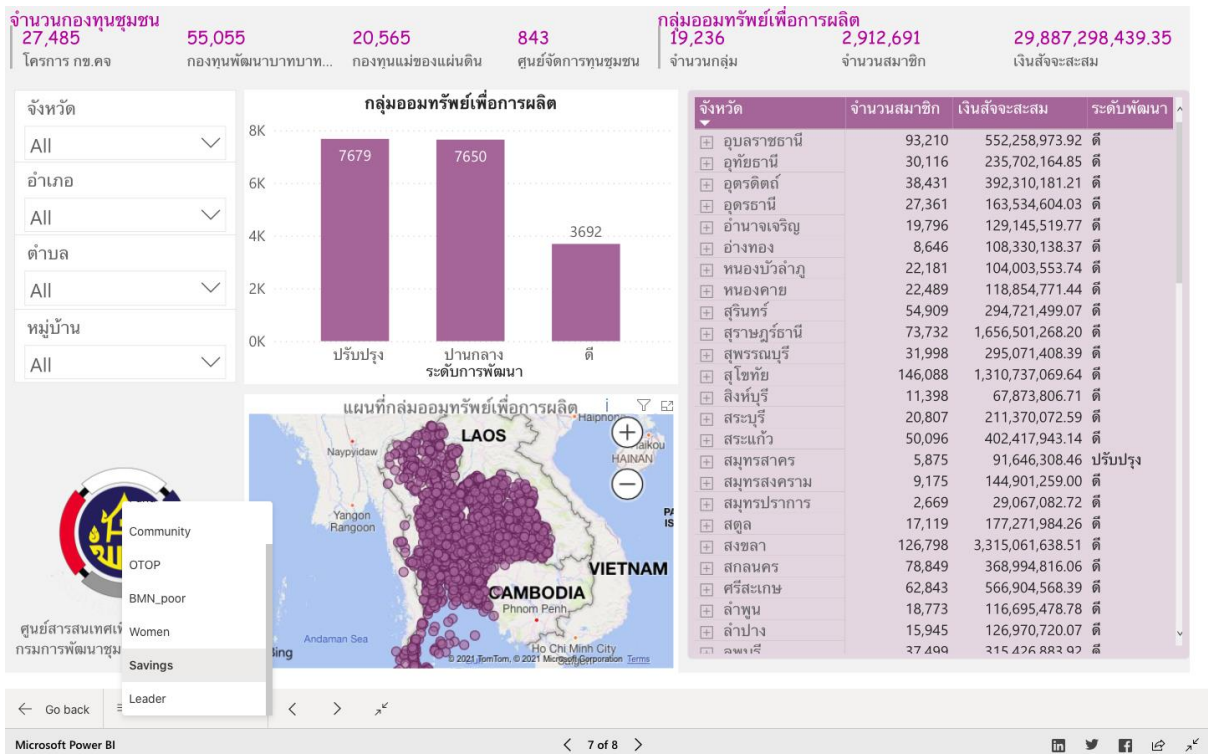 จำนวนกองทุนชุมชน
27,485 55,055 20,565 843
โครการ กข.คจ กองทุนพัฒนาบาทบาท... กองทุนแม่ของแผ่นดิน ศูนย์จัดการทุนชุมชน
กลุ่มออมทรัพย์เพื่อการผลิต
19,236 2,912,691 29,887,298,439.35
จำนวนกลุ่ม จำนวนสมาชิก เงินสัจจะสะสม
จังหวัด
All
อำเภอ
All
ตำบล
All
หมู่บ้าน
All
กลุ่มออมทรัพย์เพื่อการผลิต
8K
6K
4K
2K
0K
7679 7650 3692
ปรับปรุง ปานกลาง ดี
ระดับการพัฒนา
แผนที่กลุ่มออมทรัพย์เพื่อการผลิต
Haiphong
LAOS
Naypyidaw
Haikou
HAINAN
Yangon
Rangoon
VIETNAM
CAMBODIA
Phnom Penh
Ho Chi Minh City
Andaman Sea
Bing
© 2021 TomTom, © 2021 Microsoft Corporation Terms
จังหวัด จำนวนสมาชิก เงินสัจจะสะสม ระดับพัฒนา
อุบลราชธานี 93,210 552,258,973.92 ดี
อุทัยธานี 30,116 235,702,164.85 ดี
อุตรดิตถ์ 38,431 392,310,181.21 ดี
อุดรธานี 27,361 163,534,604.03 ดี
อำนาจเจริญ 19,796 129,145,519.77 ดี
อ่างทอง 8,646 108,330,138.37 ดี
หนองบัวลำภู 22,181 104,003,553.74 ดี
หนองคาย 22,489 118,854,771.44 ดี
สุรินทร์ 54,909 294,721,499.07 ดี
สุราษฎร์ธานี 73,732 1,656,501,268.20 ดี
สุพรรณบุรี 31,998 295,071,408.39 ดี
สุโขทัย 146,088 1,310,737,069.64 ดี
สิงห์บุรี 11,398 67,873,806.71 ดี
สระบุรี 20,807 211,370,072.59 ดี
สระแก้ว 50,096 402,417,943.14 ดี
สมุทรสาคร 5,875 91,646,308.46 ปรับปรุง
สมุทรสงคราม 9,175 144,901,259.00 ดี
สมุทรปราการ 2,669 29,067,082.72 ดี
สตูล 17,119 177,271,984.26 ดี
สงขลา 126,798 3,315,061,638.51 ดี
สกลนคร 78,849 368,994,816.06 ดี
ศรีสะเกษ 62,843 566,904,568.39 ดี
ลำพูน 18,773 116,695,478.78 ดี
ลำปาง 15,945 126,970,720.07 ดี
ลพบุรี 37,499 315,426,883.92 ดี
Community
OTOP
BMN_poor
Women
Savings
Leader
ศูนย์สารสนเทศ
กรมการพัฒนาชุม
Go back
Microsoft Power BI
7 of 8